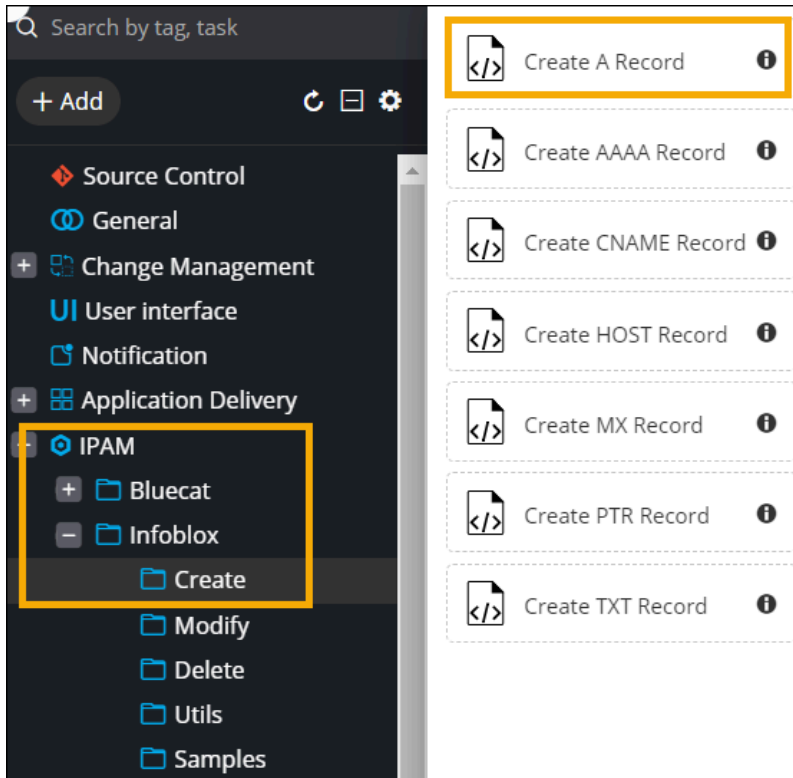 Search by tag, task
+ Add
Source Control
General
Change Management
UI User interface
Notification
Application Delivery
IPAM
Bluecat
Infoblox
Create
Modify
Delete
Utils
Samples
Create A Record
Create AAAA Record
Create CNAME Record
Create HOST Record
Create MX Record
Create PTR Record
Create TXT Record